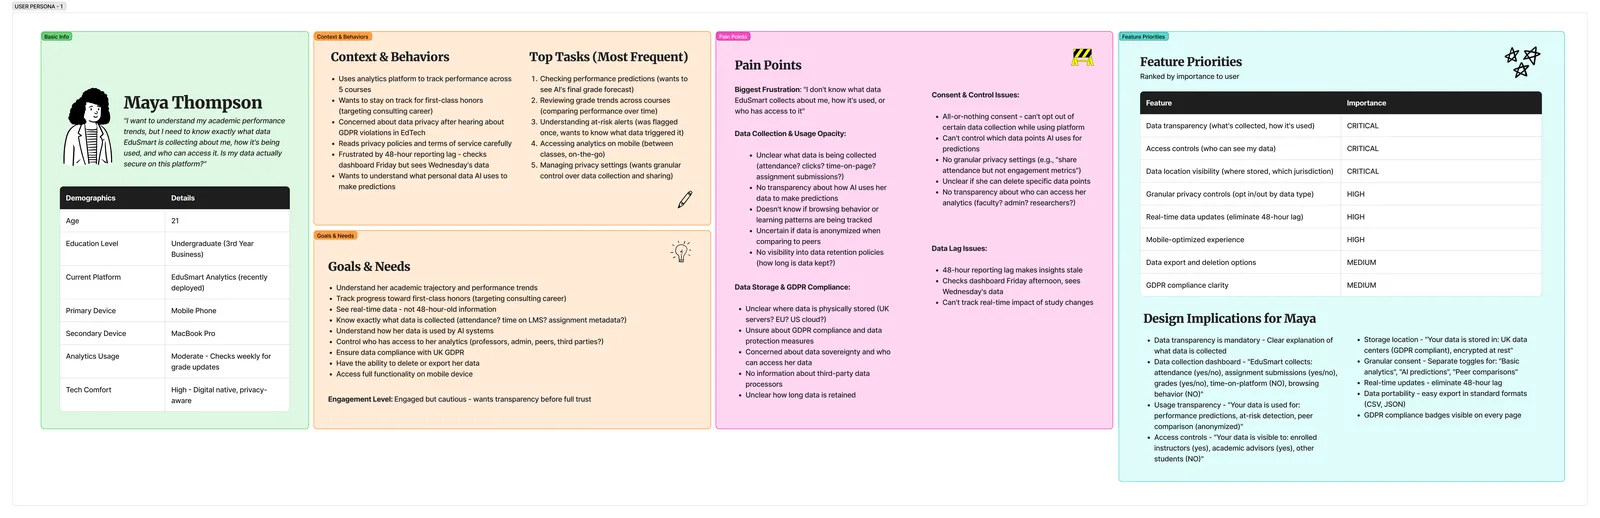 USER PERSONA - 1
Basic Info
Maya Thompson
"I want to understand my academic performance
trends, but I need to know exactly what data
EduSmart is collecting about me, how it's being
used, and who can access it. Is my data actually
secure on this platform?"
Demographics Details
Age 21
Education Level Undergraduate (3rd Year
Business)
Current Platform EduSmart Analytics (recently
deployed)
Primary Device Mobile Phone
Secondary Device MacBook Pro
Analytics Usage Moderate - Checks weekly for
grade updates
Tech Comfort High - Digital native, privacy-
aware
Context & Behaviors
Context & Behaviors
• Uses analytics platform to track performance across
5 courses
• Wants to stay on track for first-class honors
(targeting consulting career)
• Concerned about data privacy after hearing about
GDPR violations in EdTech
• Reads privacy policies and terms of service carefully
• Frustrated by 48-hour reporting lag - checks
dashboard Friday but sees Wednesday's data
• Wants to understand what personal data AI uses to
make predictions
Top Tasks (Most Frequent)
1. Checking performance predictions (wants to
see AI's final grade forecast)
2. Reviewing grade trends across courses
(comparing performance over time)
3. Understanding at-risk alerts (was flagged
once, wants to know what data triggered it)
4. Accessing analytics on mobile (between
classes, on-the-go)
5. Managing privacy settings (wants granular
control over data collection and sharing)
Goals & Needs
Goals & Needs
• Understand her academic trajectory and performance trends
• Track progress toward first-class honors (targeting consulting career)
• See real-time data - not 48-hour-old information
• Know exactly what data is collected (attendance? time on LMS? assignment metadata?)
• Understand how her data is used by AI systems
• Control who has access to her analytics (professors, admin, peers, third parties?)
• Ensure data compliance with UK GDPR
• Have the ability to delete or export her data
• Access full functionality on mobile device
Engagement Level: Engaged but cautious - wants transparency before full trust
Pain Points
Pain Points
Biggest Frustration: "I don't know what data
EduSmart collects about me, how it's used, or
who has access to it"
Data Collection & Usage Opacity:
• Unclear what data is being collected
(attendance? clicks? time-on-page?
assignment submissions?)
• No transparency about how AI uses her
data to make predictions
• Doesn't know if browsing behavior or
learning patterns are being tracked
• Uncertain if data is anonymized when
comparing to peers
• No visibility into data retention policies
(how long is data kept?)
Data Storage & GDPR Compliance:
• Unclear where data is physically stored (UK
servers? EU? US cloud?)
• Unsure about GDPR compliance and data
protection measures
• Concerned about data sovereignty and who
can access her data
• No information about third-party data
processors
• Unclear how long data is retained
Consent & Control Issues:
• All-or-nothing consent - can't opt out of
certain data collection while using platform
• Can't control which data points AI uses for
predictions
• No granular privacy settings (e.g., "share
attendance but not engagement metrics")
• Unclear if she can delete specific data points
• No transparency about who can access her
analytics (faculty? admin? researchers?)
Data Lag Issues:
• 48-hour reporting lag makes insights stale
• Checks dashboard Friday afternoon, sees
Wednesday's data
• Can't track real-time impact of study changes
Feature Priorities
Feature Priorities
Ranked by importance to user
Feature Importance
Data transparency (what's collected, how it's used) CRITICAL
Access controls (who can see my data) CRITICAL
Data location visibility (where stored, which jurisdiction) CRITICAL
Granular privacy controls (opt in/out by data type) HIGH
Real-time data updates (eliminate 48-hour lag) HIGH
Mobile-optimized experience HIGH
Data export and deletion options MEDIUM
GDPR compliance clarity MEDIUM
Design Implications for Maya
• Data transparency is mandatory - Clear explanation of
what data is collected
• Data collection dashboard - "EduSmart collects:
attendance (yes/no), assignment submissions (yes/no),
grades (yes/no), time-on-platform (NO), browsing
behavior (NO)"
• Usage transparency - "Your data is used for:
performance predictions, at-risk detection, peer
comparison (anonymized)"
• Access controls - "Your data is visible to: enrolled
instructors (yes), academic advisors (yes), other
students (NO)"
• Storage location - "Your data is stored in: UK data
centers (GDPR compliant), encrypted at rest"
• Granular consent - Separate toggles for: "Basic
analytics", "AI predictions", "Peer comparisons"
• Real-time updates - eliminate 48-hour lag
• Data portability - easy export in standard formats
(CSV, JSON)
• GDPR compliance badges visible on every page